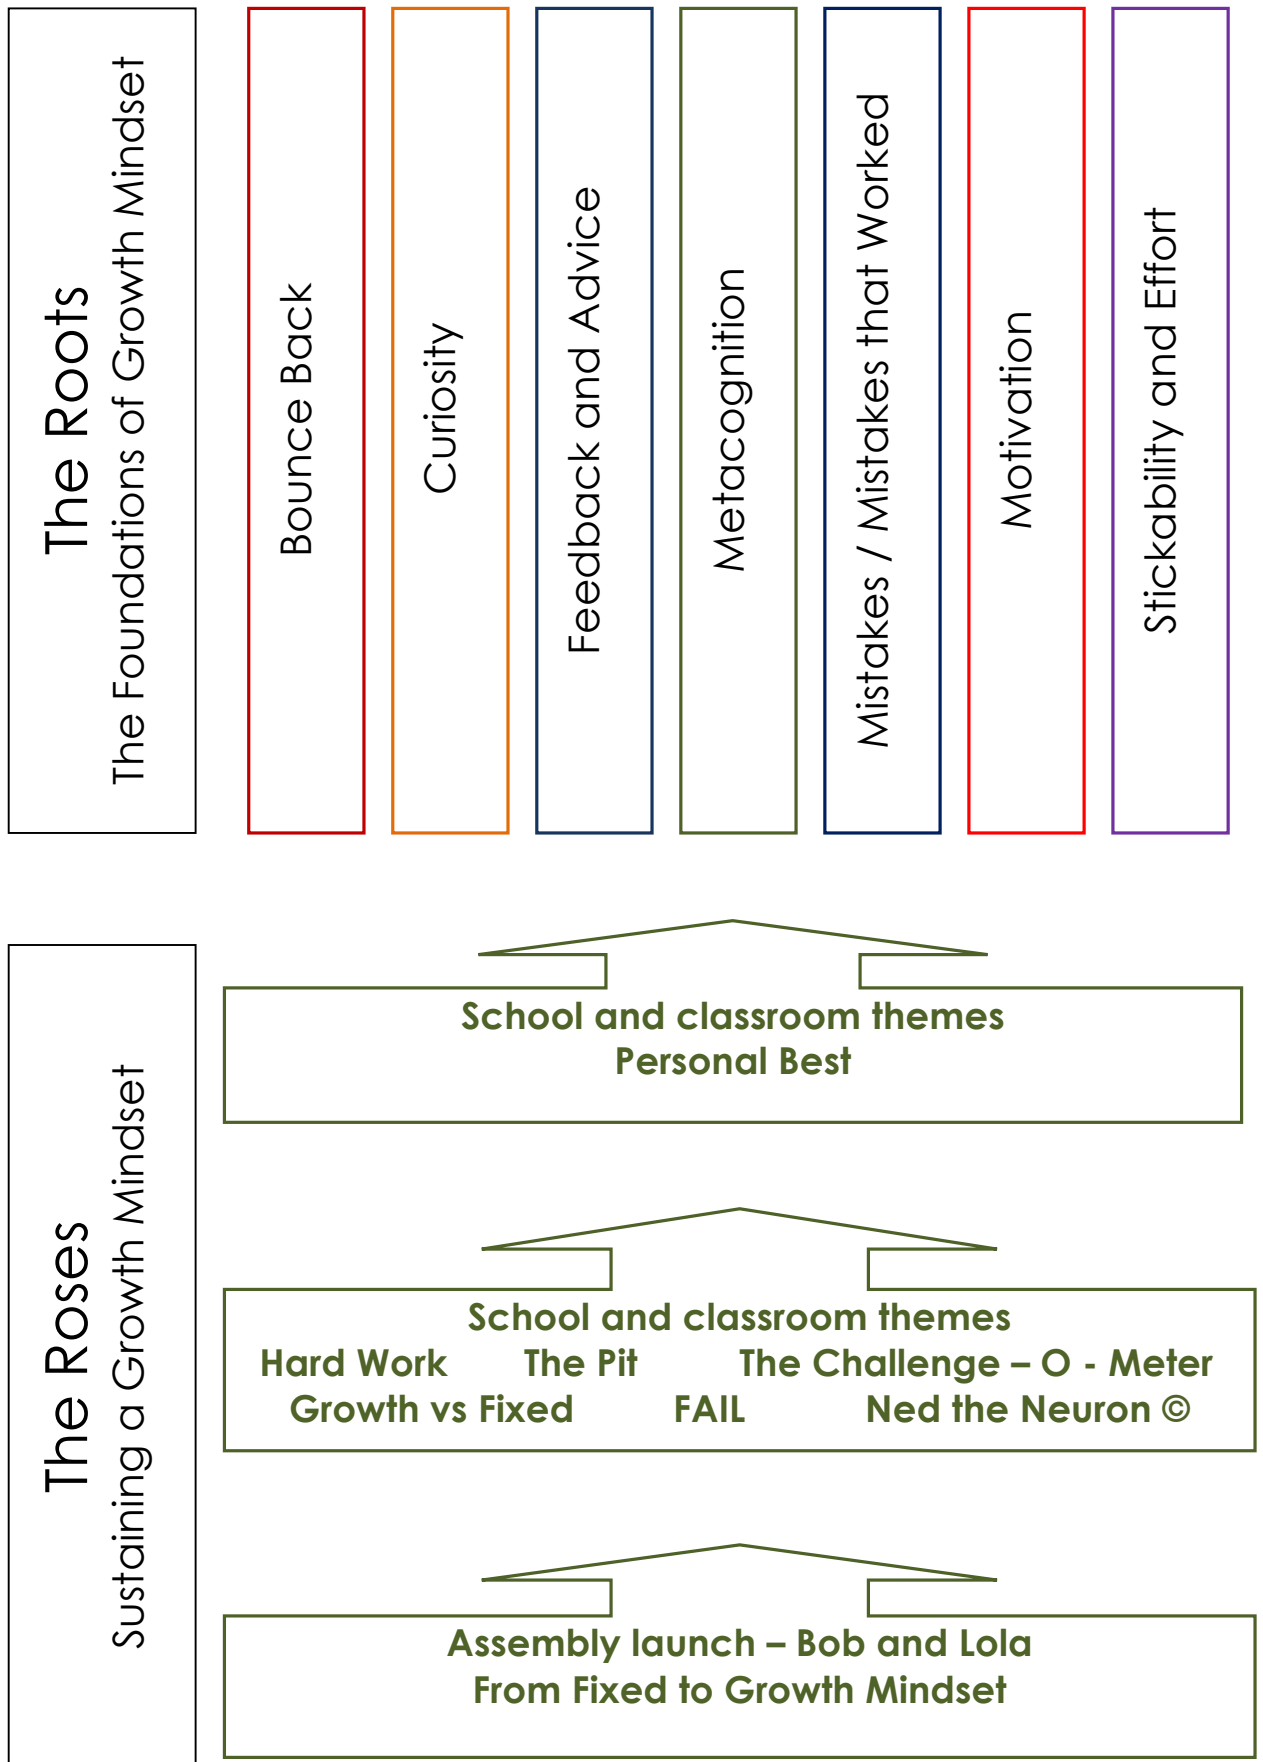 The Roots
The Foundations of Growth Mindset
Bounce Back
Curiosity
Feedback and Advice
Metacognition
Mistakes / Mistakes that Worked
Motivation
Stickability and Effort
The Roses
Sustaining a Growth Mindset
School and classroom themes
Personal Best
School and classroom themes
Hard Work The Pit The Challenge – O - Meter
Growth vs Fixed FAIL Ned the Neuron ©
Assembly launch – Bob and Lola
From Fixed to Growth Mindset